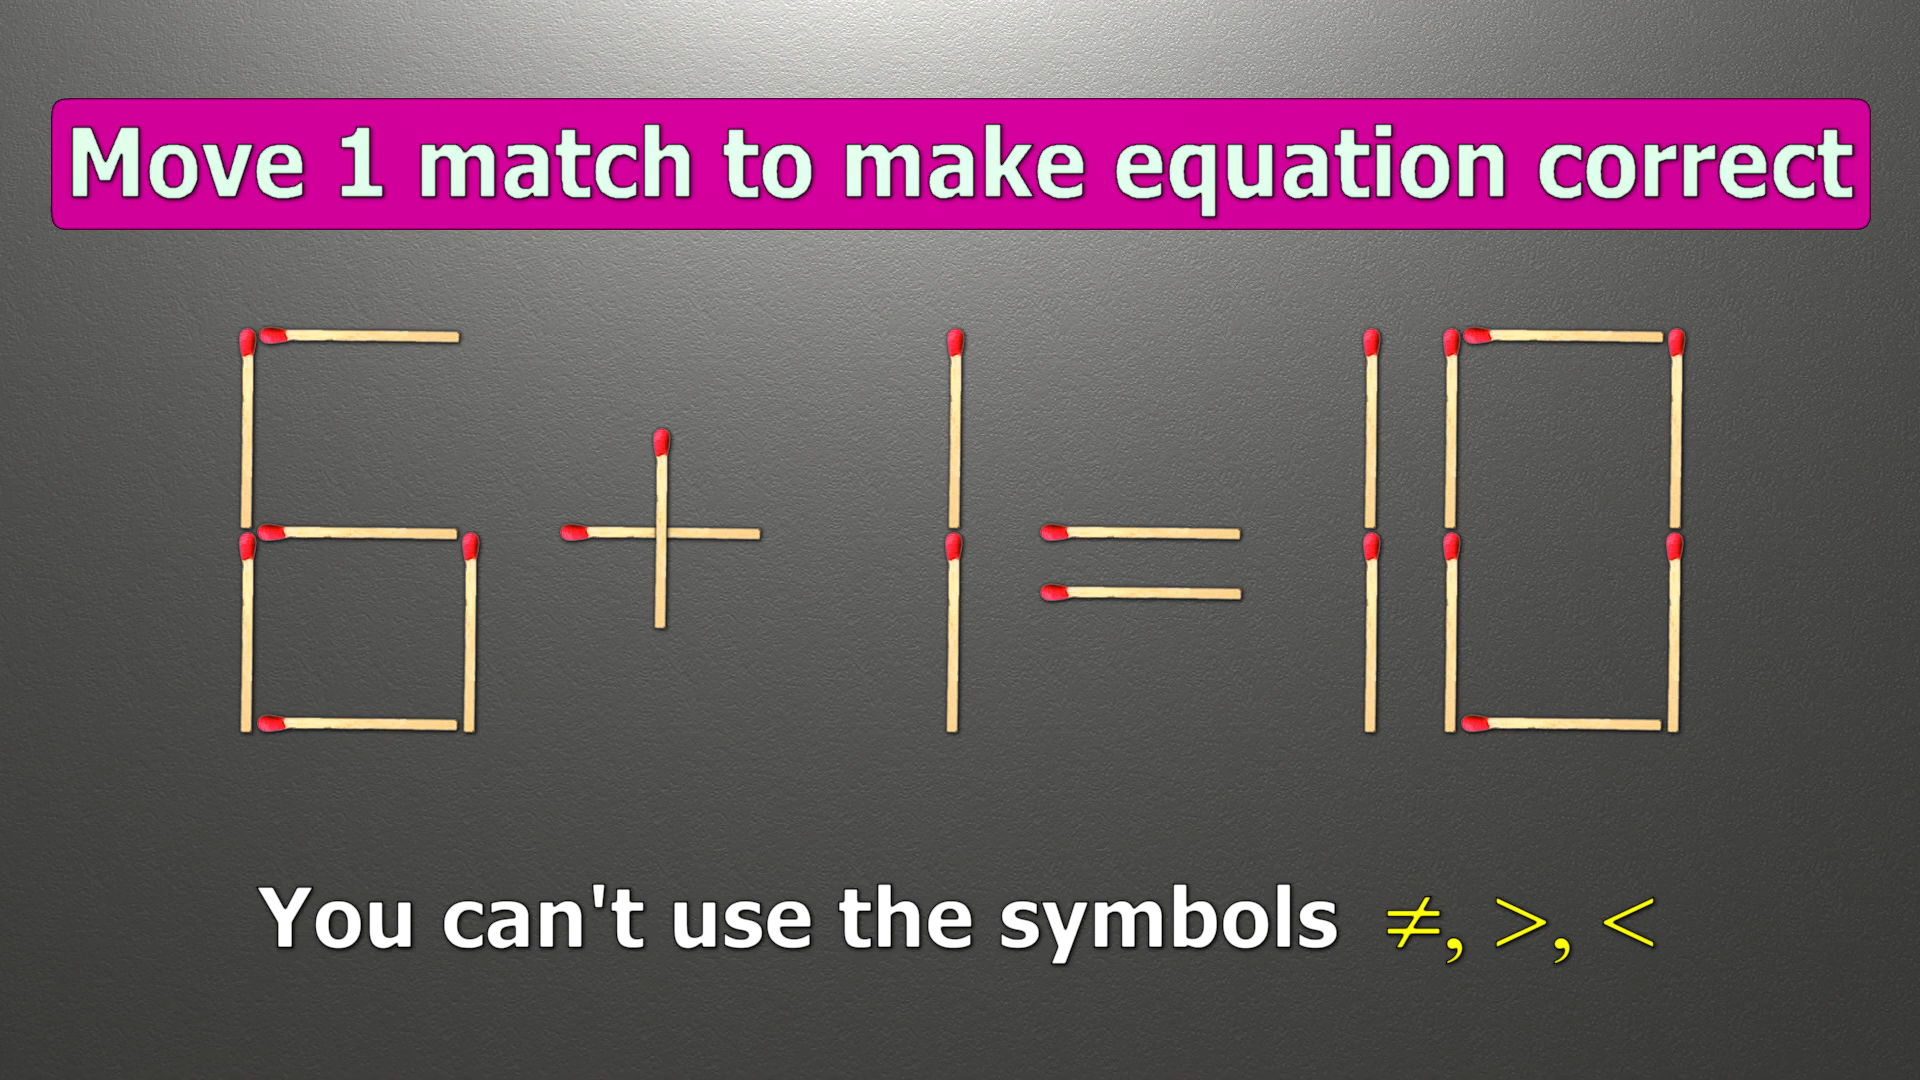 Move 1 match to make equation correct
6+1=10
You can't use the symbols ≠, >, <